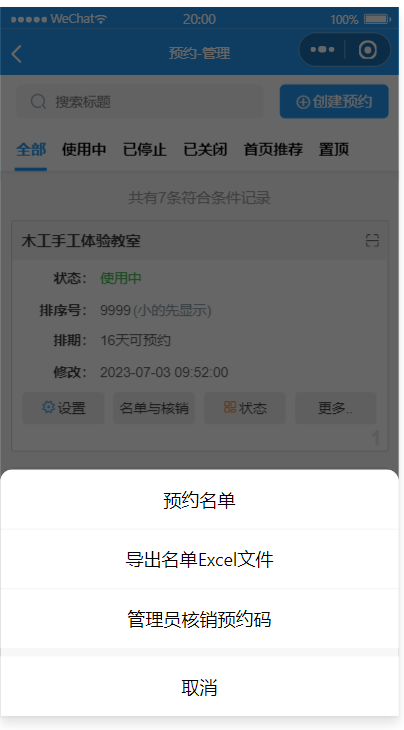 WeChat 20:00 100%
预约-管理
搜索标题 创建预约
全部 使用中 已停止 已关闭 首页推荐 置顶
共有7条符合条件记录
木工手工体验教室
状态： 使用中
排序号： 9999 (小的先显示)
排期： 16天可预约
修改： 2023-07-03 09:52:00
设置 名单与核销 状态 更多..
1
预约名单
导出名单Excel文件
管理员核销预约码
取消